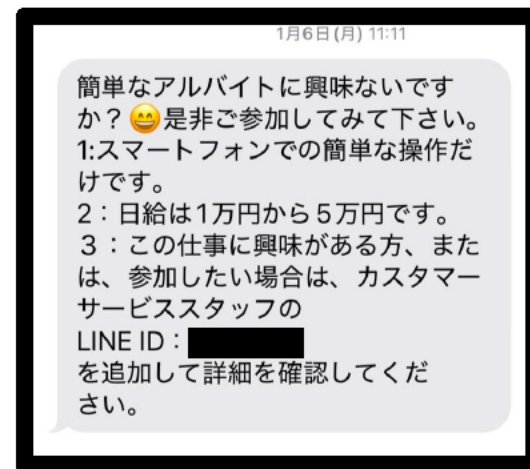 1月6日(月) 11:11
簡単なアルバイトに興味ないです
か？😄是非ご参加してみて下さい。
1:スマートフォンでの簡単な操作だ
けです。
2：日給は1万円から5万円です。
３：この仕事に興味がある方、また
は、参加したい場合は、カスタマー
サービススタッフの
LINE ID：
を追加して詳細を確認してくだ
さい。